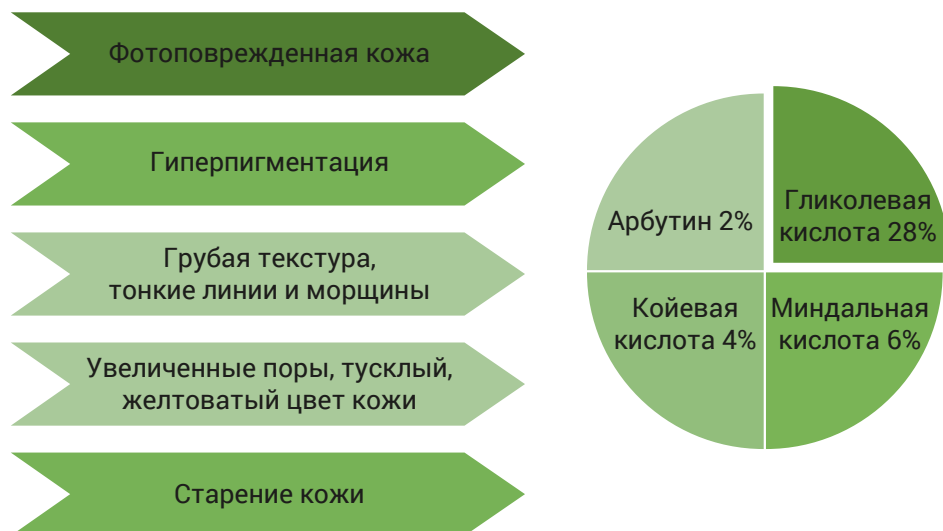 Фотоповрежденная кожа
Гиперпигментация
Грубая текстура,
тонкие линии и морщины
Увеличенные поры, тусклый,
желтоватый цвет кожи
Старение кожи
Арбутин 2%
Гликолевая
кислота 28%
Койевая
кислота 4%
Миндальная
кислота 6%